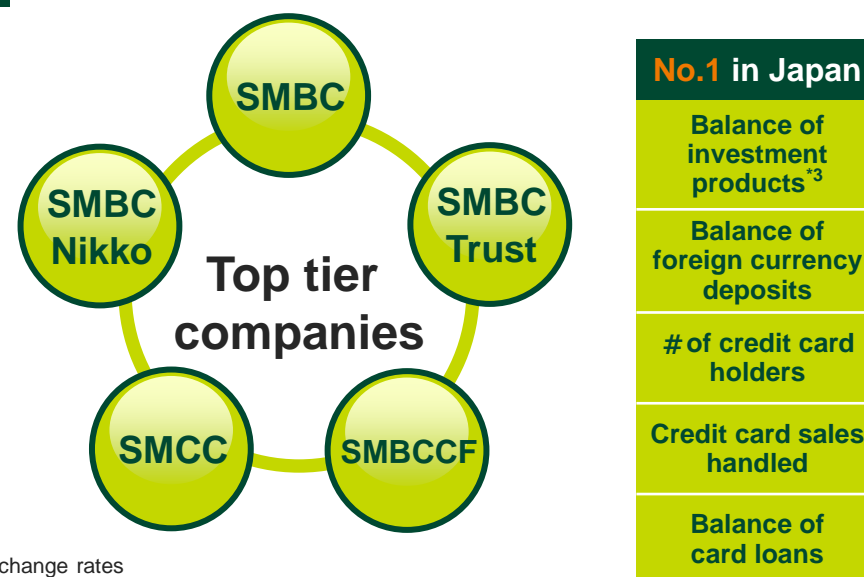 SMBC
SMBC
Nikko
SMBC
Trust
Top tier
companies
SMCC
SMBCCF
change rates
No.1 in Japan
Balance of
investment
products*3
Balance of
foreign currency
deposits
# of credit card
holders
Credit card sales
handled
Balance of
card loans